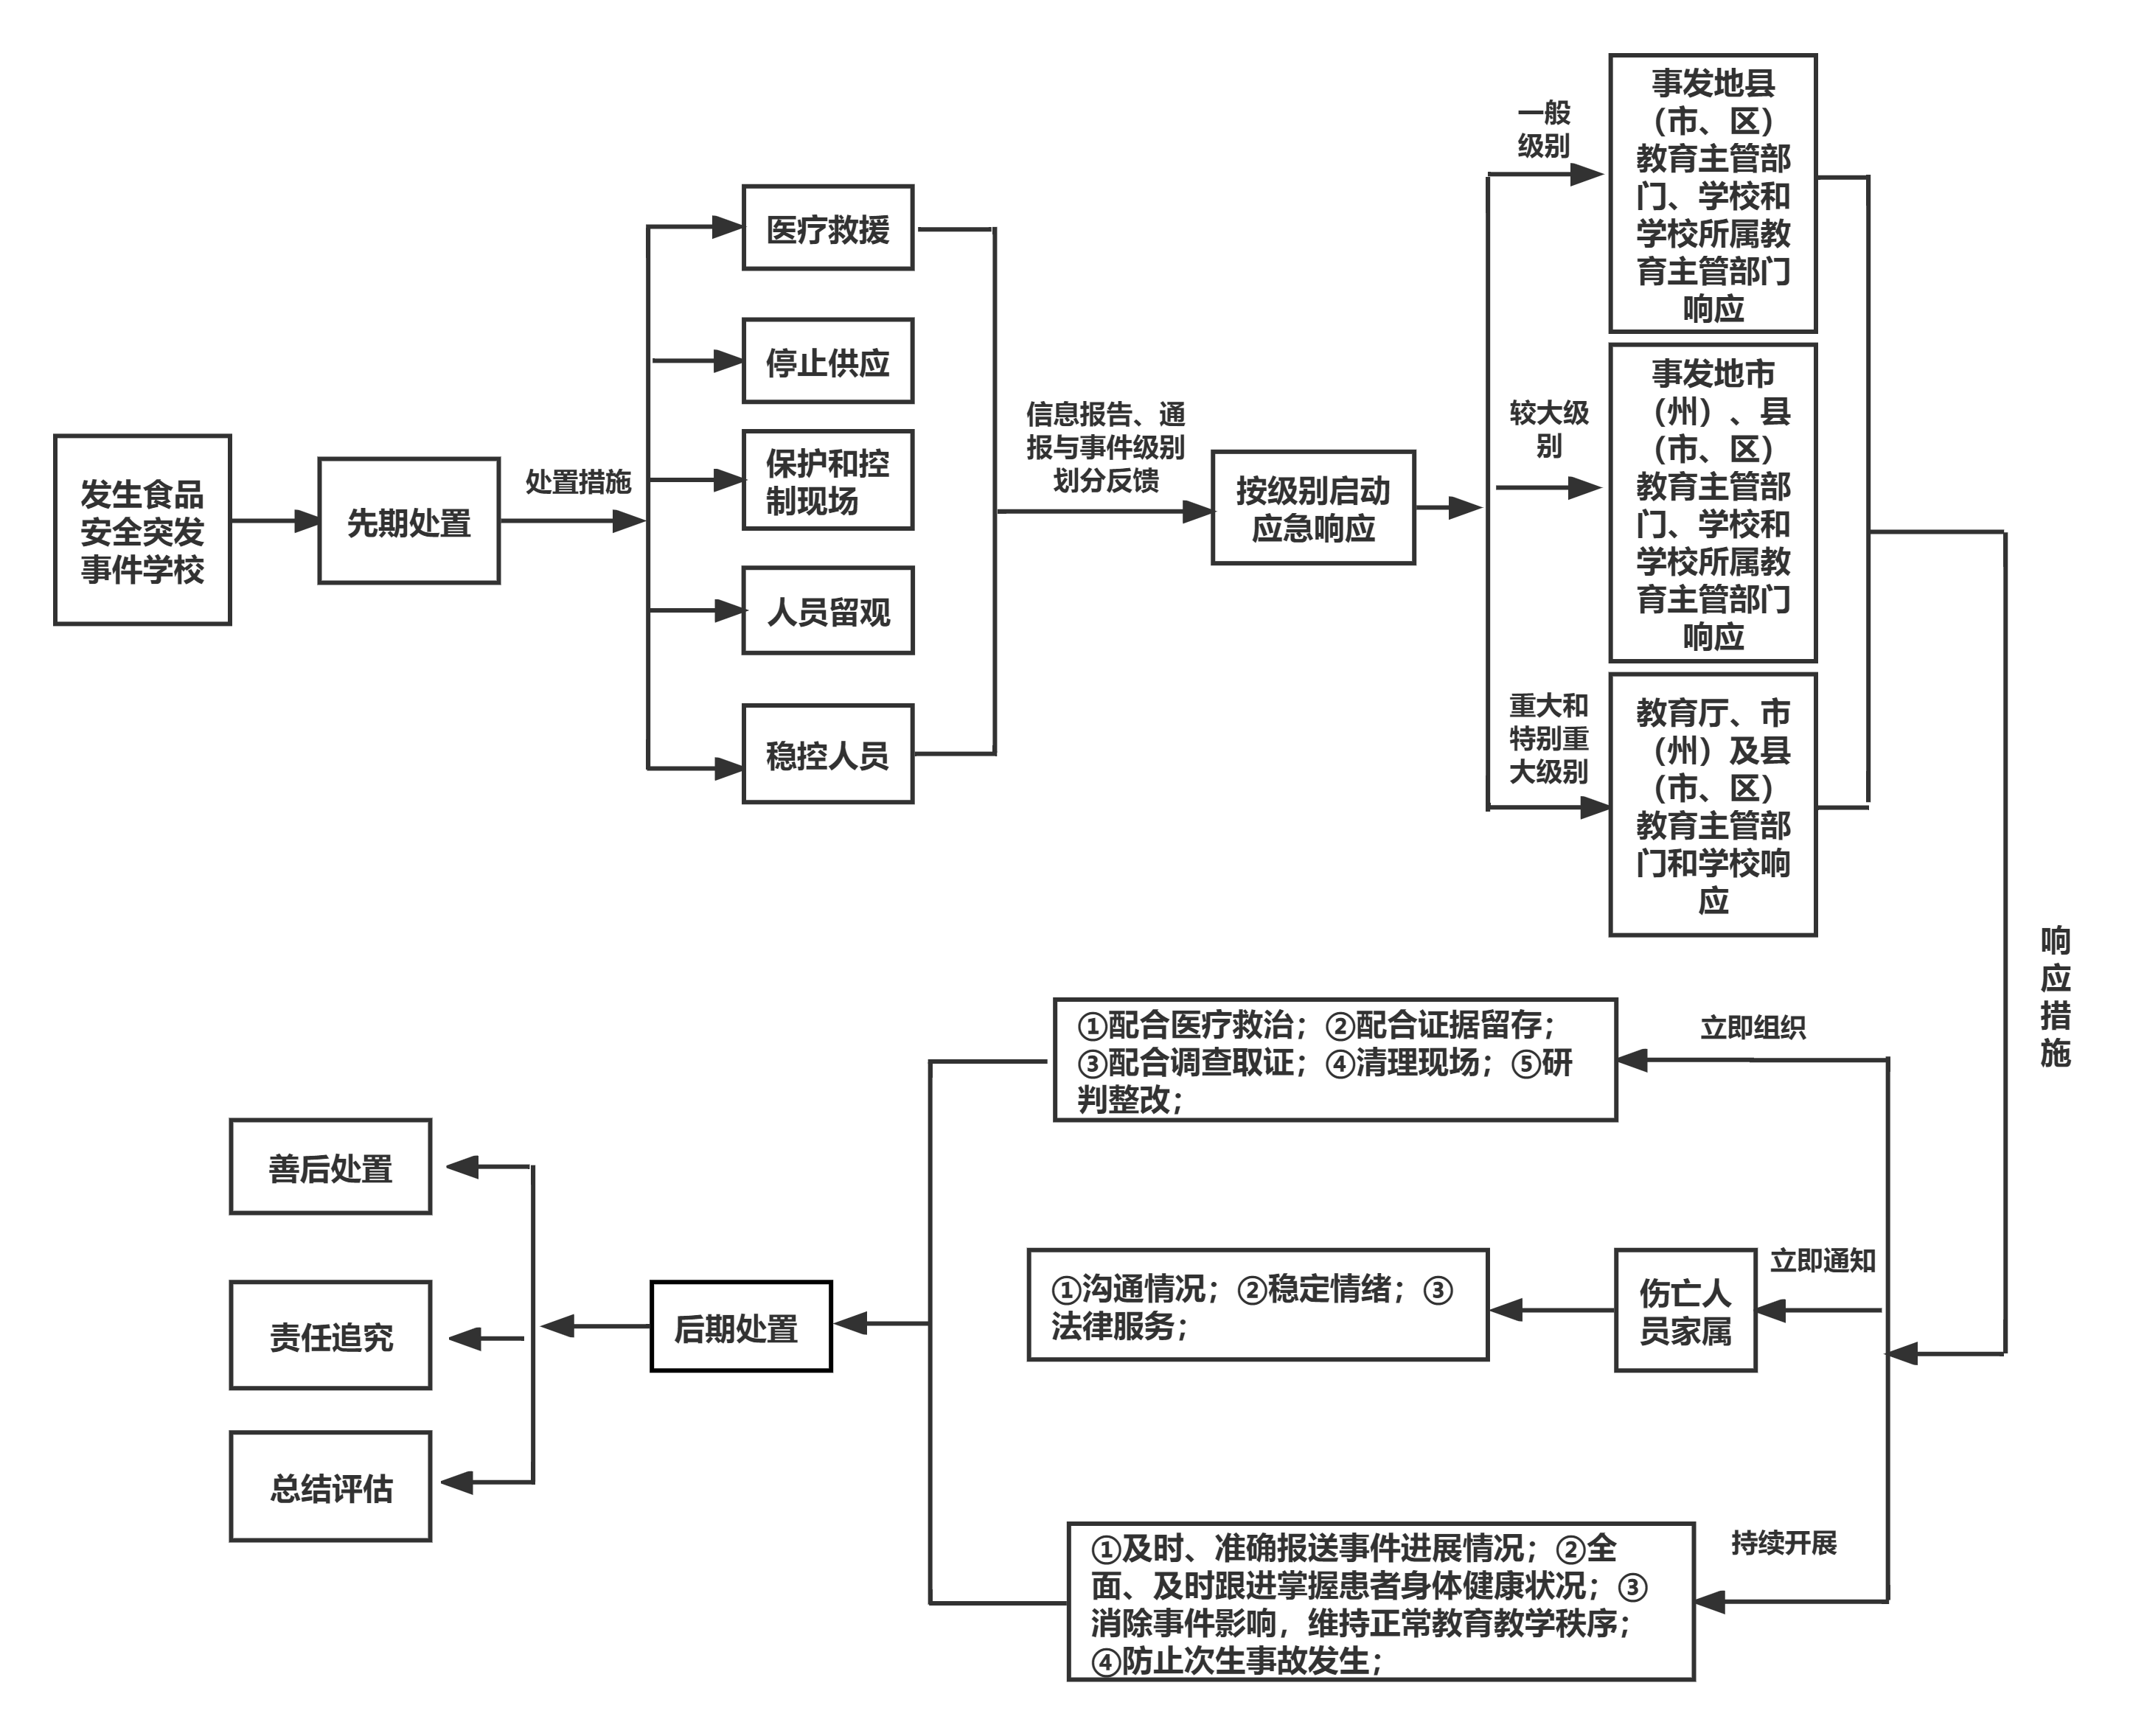 发生食品
安全突发
事件学校
先期处置
处置措施
医疗救援
停止供应
保护和控
制现场
人员留观
稳控人员
信息报告、通
报与事件级别
划分反馈
按级别启动
应急响应
一般
级别
事发地县
（市、区）
教育主管部
门、学校和
学校所属教
育主管部门
响应
较大级
别
事发地市
（州）、县
（市、区）
教育主管部
门、学校和
学校所属教
育主管部门
响应
重大和
特别重
大级别
教育厅、市
（州）及县
（市、区）
教育主管部
门和学校响
应
响
应
措
施
立即组织
①配合医疗救治；②配合证据留存；
③配合调查取证；④清理现场；⑤研
判整改；
立即通知
伤亡人
员家属
①沟通情况；②稳定情绪；③
法律服务；
持续开展
①及时、准确报送事件进展情况；②全
面、及时跟进掌握患者身体健康状况；③
消除事件影响，维持正常教育教学秩序；
④防止次生事故发生；
后期处置
善后处置
责任追究
总结评估